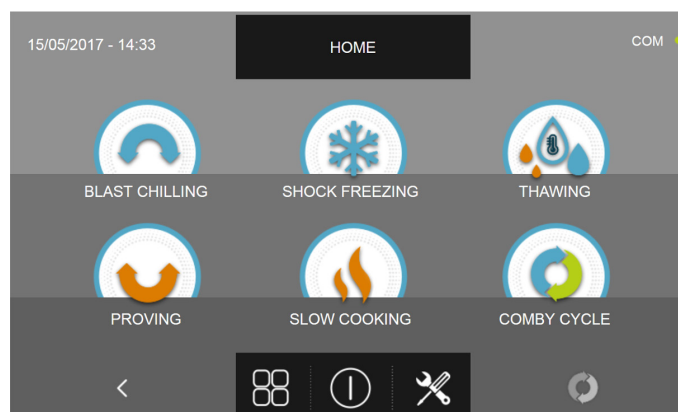 15/05/2017 - 14:33 HOME COM
BLAST CHILLING SHOCK FREEZING THAWING
PROVING SLOW COOKING COMBY CYCLE